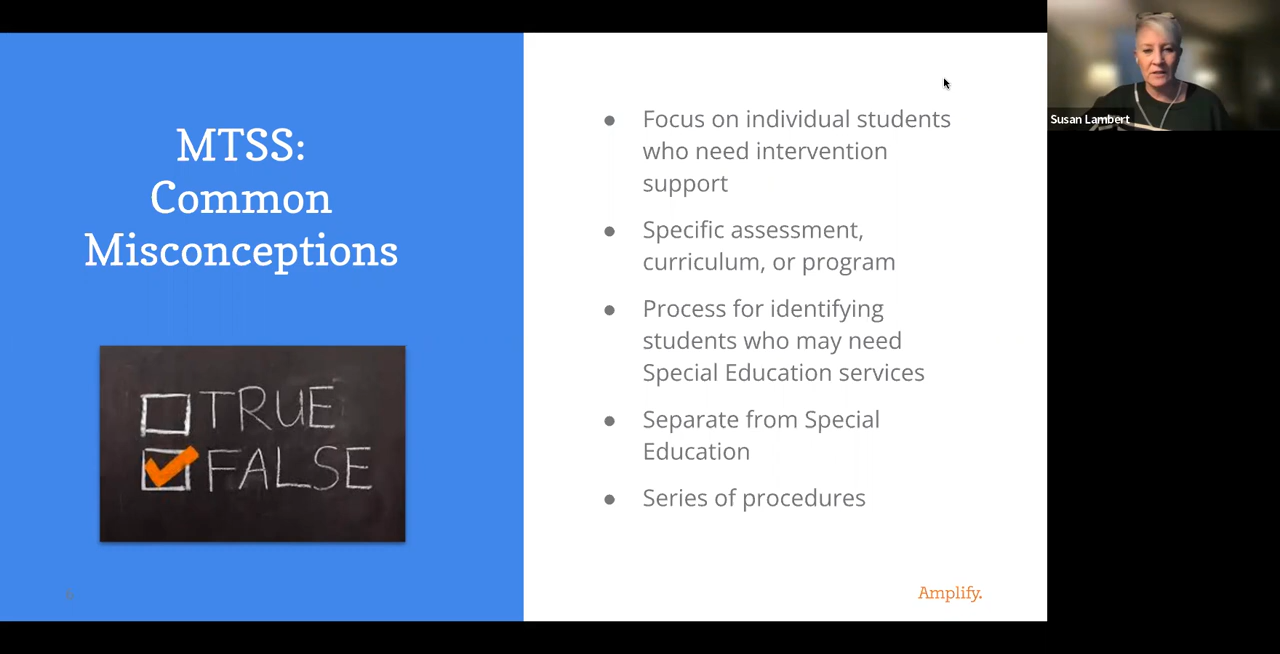 MTSS:
Common
Misconceptions
TRUE
FALSE
● Focus on individual students
who need intervention
support
● Specific assessment,
curriculum, or program
● Process for identifying
students who may need
Special Education services
● Separate from Special
Education
● Series of procedures
Amplify.
Susan Lambert